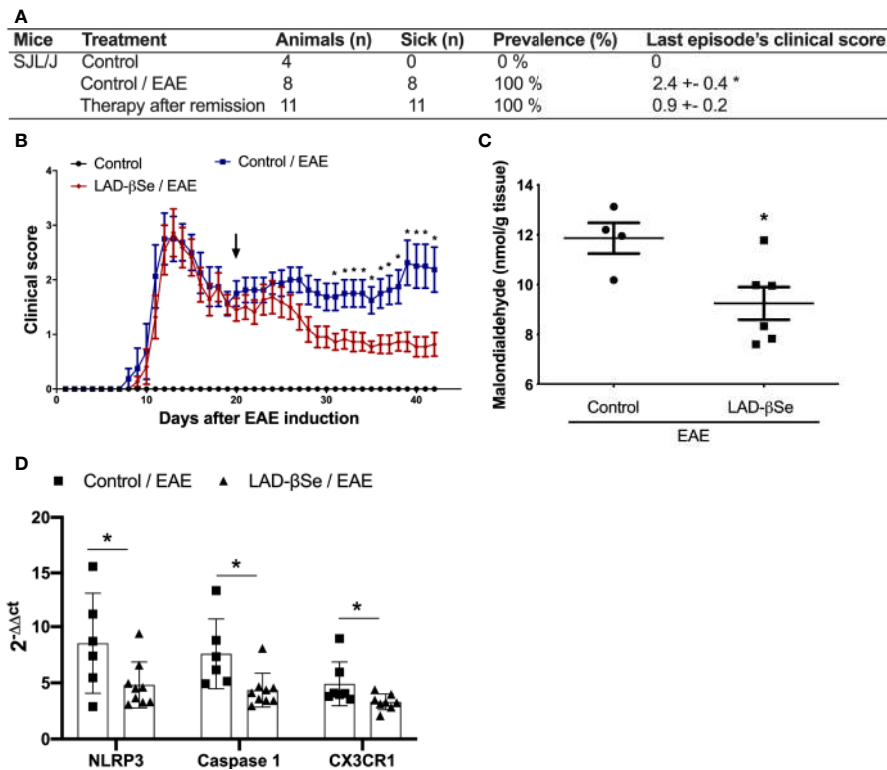 A
Mice Treatment Animals (n) Sick (n) Prevalence (%) Last episode's clinical score
SJL/J Control 4 0 0 % 0
Control / EAE 8 8 100 % 2.4 +- 0.4 *
Therapy after remission 11 11 100 % 0.9 +- 0.2
B
Control
Control / EAE
LAD-βSe / EAE
Clinical score
4
3
2
1
0
* * * * * * * * * * * *
0 10 20 30 40
Days after EAE induction
C
Malondialdehyde (nmol/g tissue)
14
12
10
8
6
*
Control LAD-βSe
EAE
D
Control / EAE LAD-βSe / EAE
2-ΔΔct
20
15
10
5
0
* * *
NLRP3 Caspase 1 CX3CR1